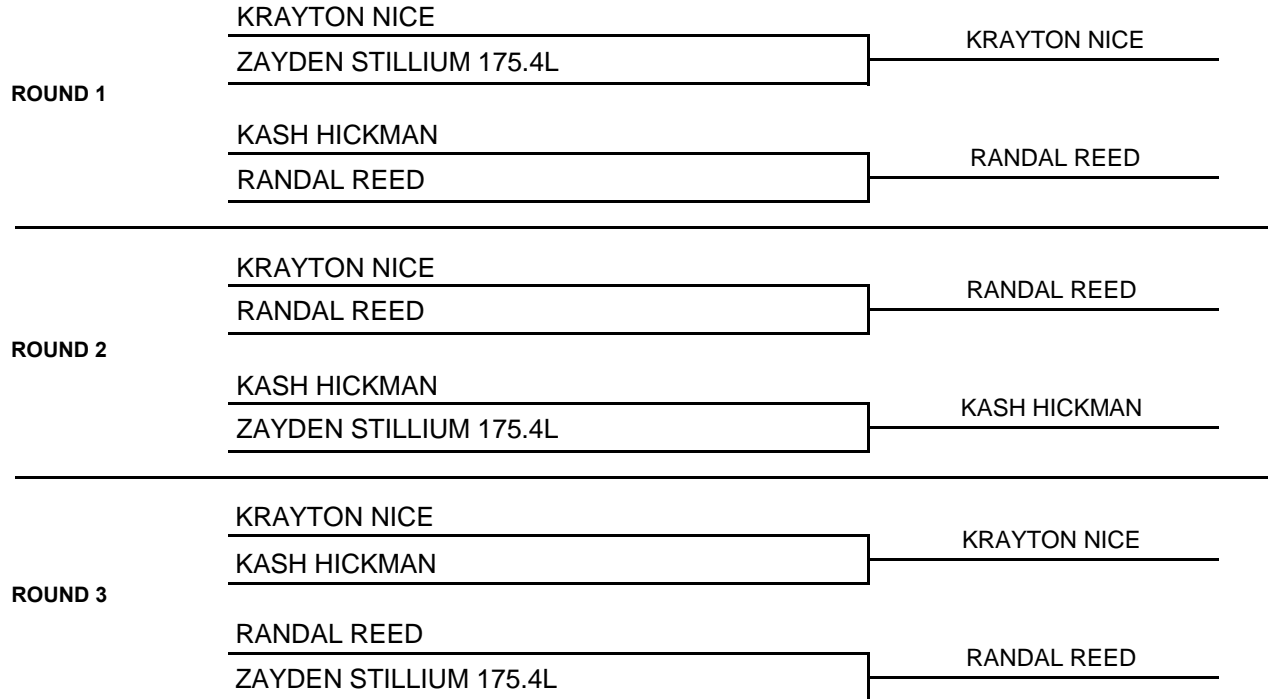 KRAYTON NICE
KRAYTON NICE
ZAYDEN STILLIUM 175.4L
ROUND 1
KASH HICKMAN
RANDAL REED
RANDAL REED
KRAYTON NICE
RANDAL REED
RANDAL REED
ROUND 2
KASH HICKMAN
KASH HICKMAN
ZAYDEN STILLIUM 175.4L
KRAYTON NICE
KRAYTON NICE
KASH HICKMAN
ROUND 3
RANDAL REED
RANDAL REED
ZAYDEN STILLIUM 175.4L